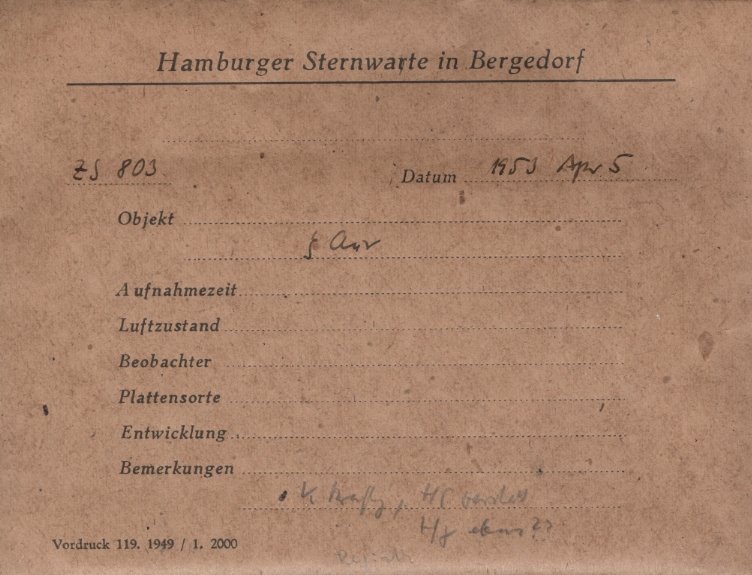 Hamburger Sternwarte in Bergedorf
ZS 803 Datum 1953 Apr 5
Objekt
ζ Aur
Aufnahmezeit
Luftzustand
Beobachter
Plattensorte
Entwicklung
Bemerkungen
K
Vordruck 119. 1949 / 1. 2000